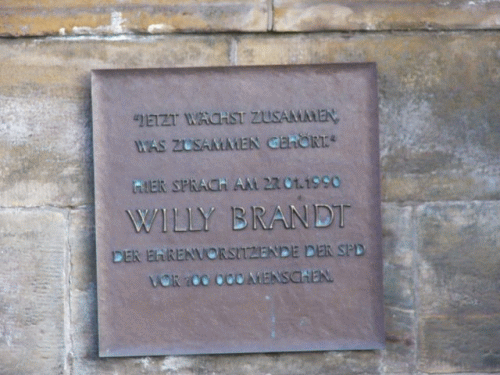 "JETZT WÄCHST ZUSAMMEN,
WAS ZUSAMMEN GEHÖRT."
HIER SPRACH AM 27.01.1990
WILLY BRANDT
DER EHRENVORSITZENDE DER SPD
VOR 100 000 MENSCHEN.